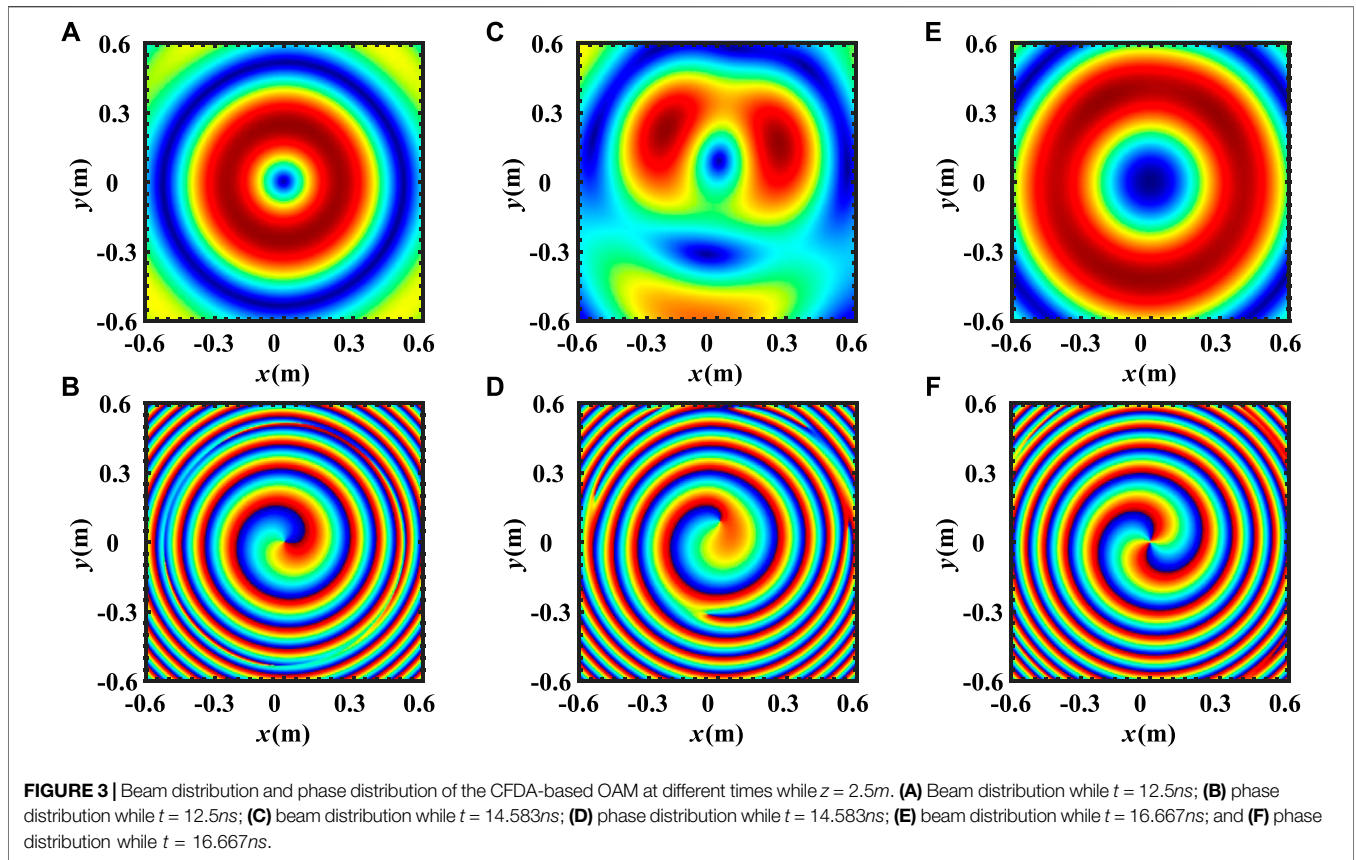 A
C
E
0.6
0.3
0
-0.3
-0.6
y(m)
-0.6 -0.3 0 0.3 0.6
x(m)
0.6
0.3
0
-0.3
-0.6
y(m)
-0.6 -0.3 0 0.3 0.6
x(m)
0.6
0.3
0
-0.3
-0.6
y(m)
-0.6 -0.3 0 0.3 0.6
x(m)
B
D
F
0.6
0.3
0
-0.3
-0.6
y(m)
-0.6 -0.3 0 0.3 0.6
x(m)
0.6
0.3
0
-0.3
-0.6
y(m)
-0.6 -0.3 0 0.3 0.6
x(m)
0.6
0.3
0
-0.3
-0.6
y(m)
-0.6 -0.3 0 0.3 0.6
x(m)
FIGURE 3 | Beam distribution and phase distribution of the CFDA-based OAM at different times while z = 2.5m. (A) Beam distribution while t = 12.5ns; (B) phase
distribution while t = 12.5ns; (C) beam distribution while t = 14.583ns; (D) phase distribution while t = 14.583ns; (E) beam distribution while t = 16.667ns; and (F) phase
distribution while t = 16.667ns.